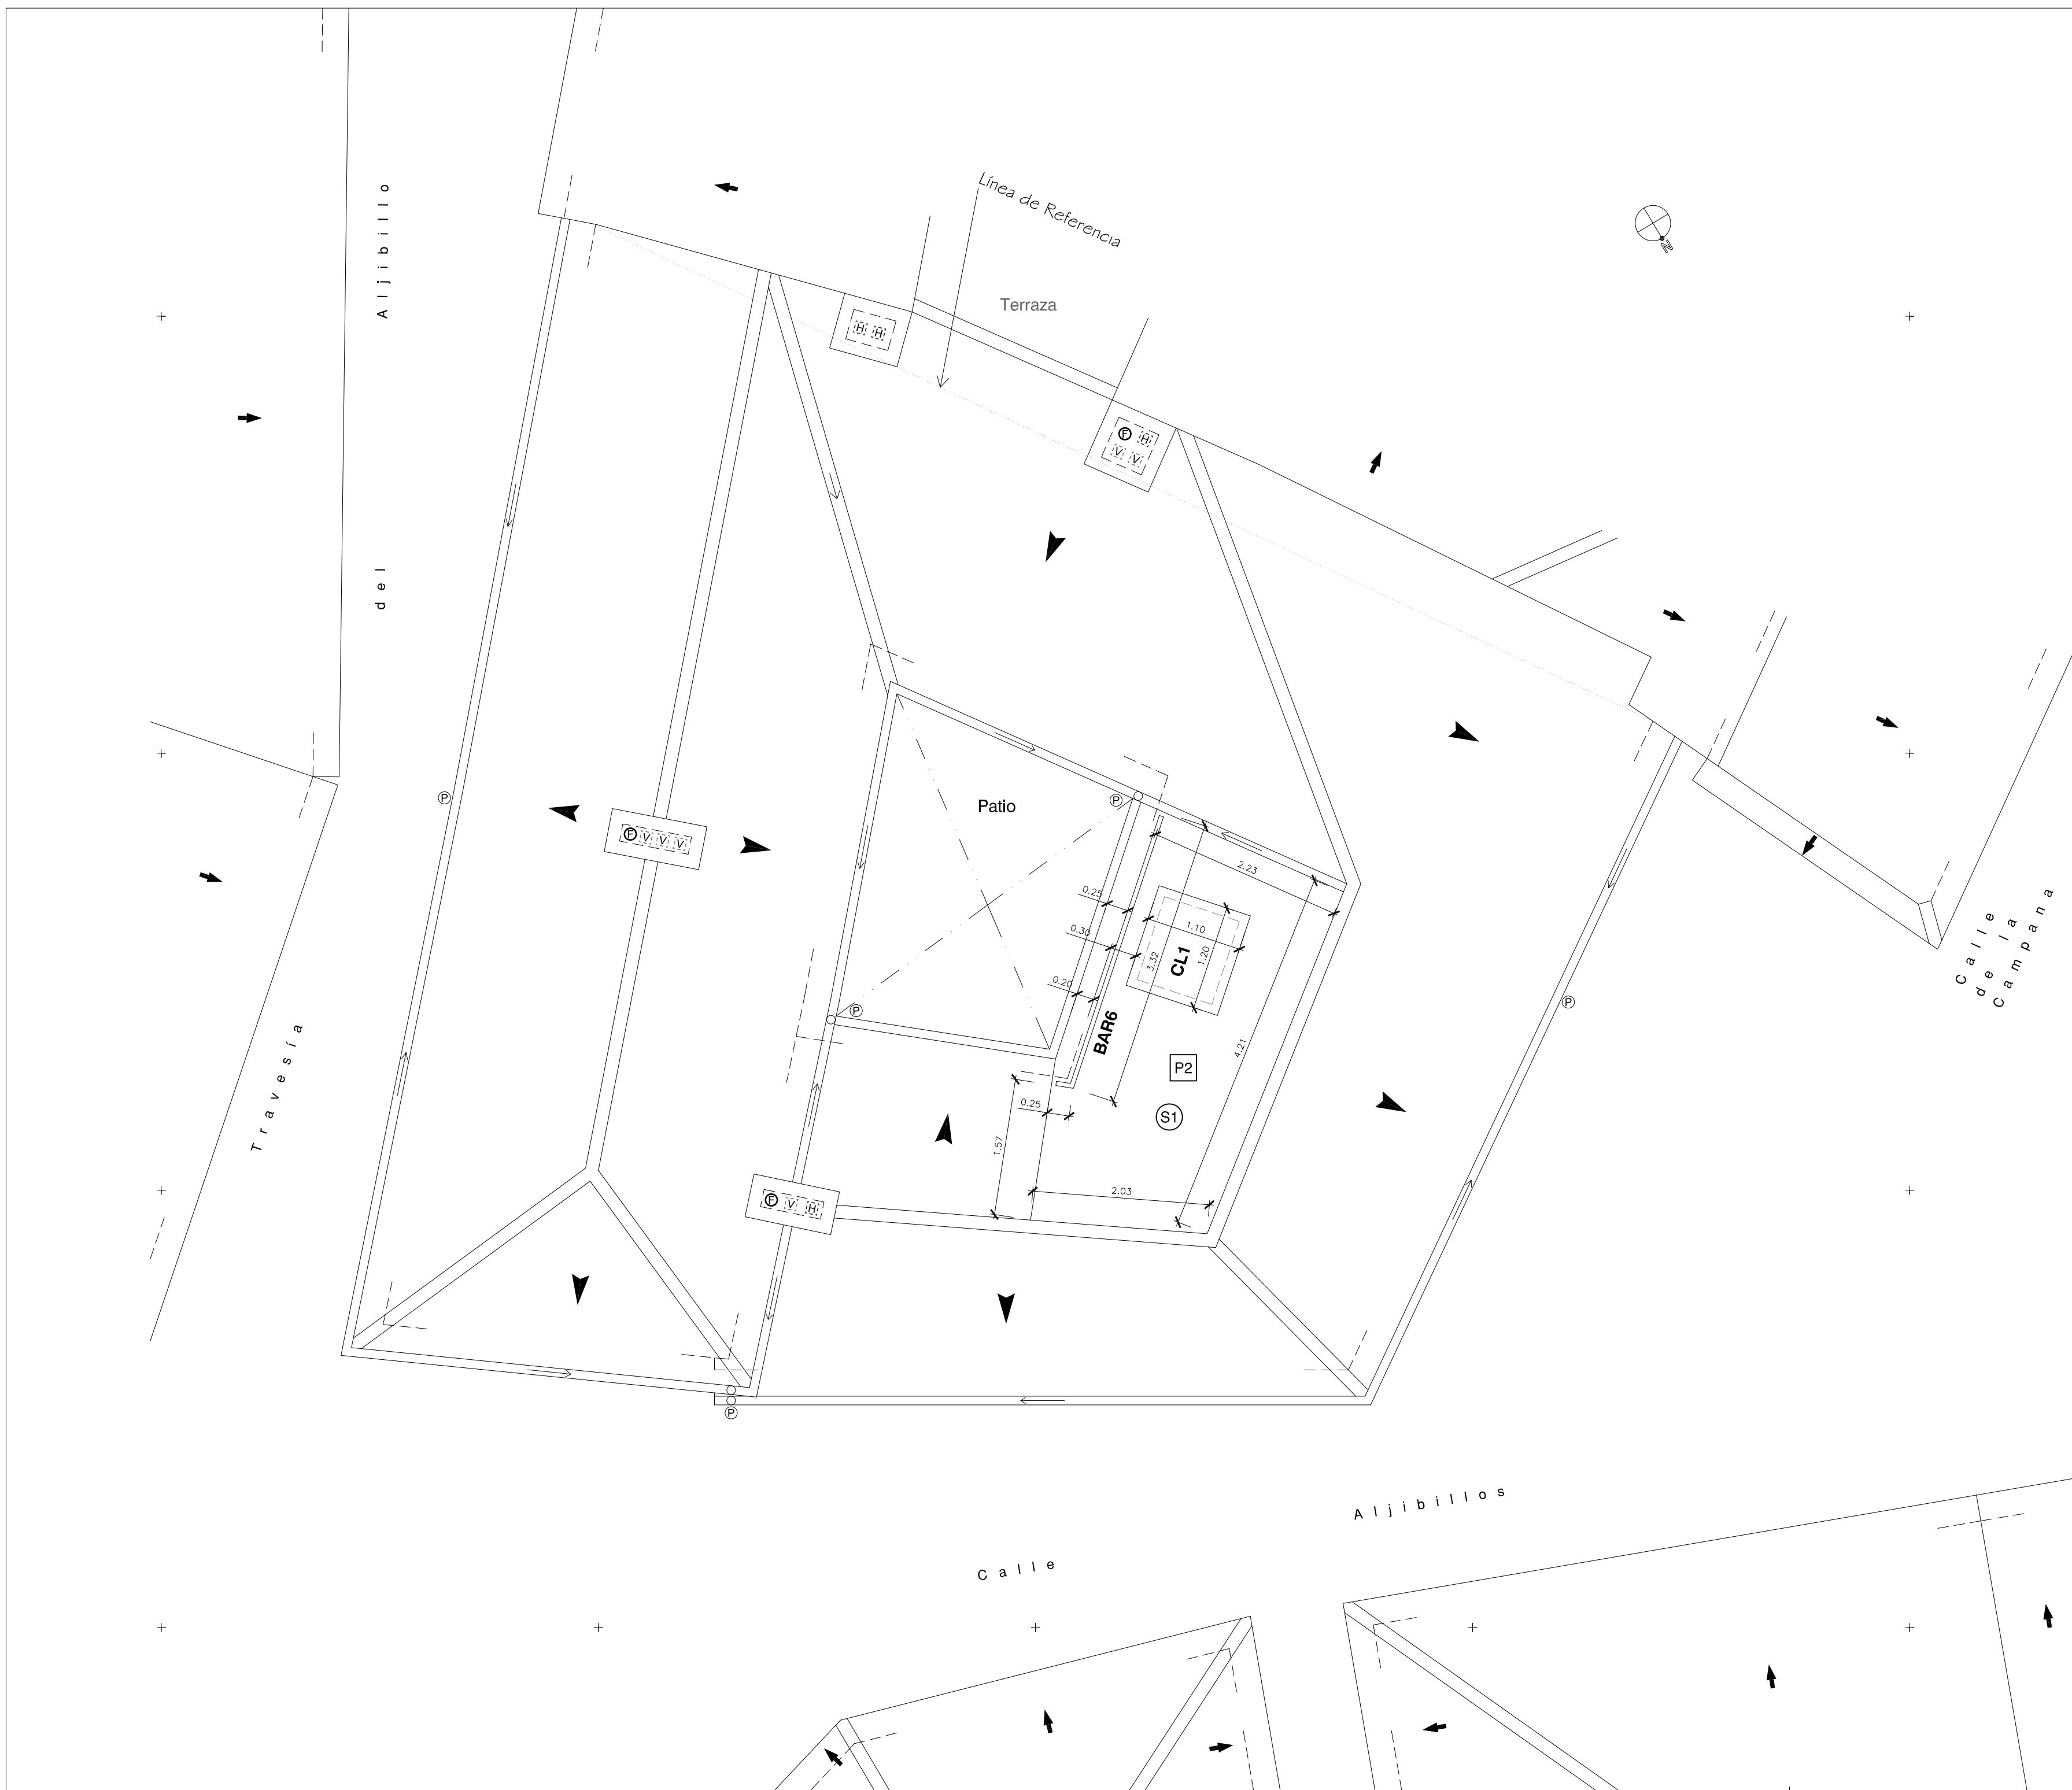 Aljibillo
del
Travesía
Línea de Referencia
Terraza
N
H H
F H
V V
P
F V V V
Patio
P
P
2.23
0.25
0.30
0.20
1.10
1.20
3.32
CL1
BAR6
4.21
P2
S1
0.25
1.57
2.03
F V H
P
P
Calle
de la
Campana
Calle
Aljibillos